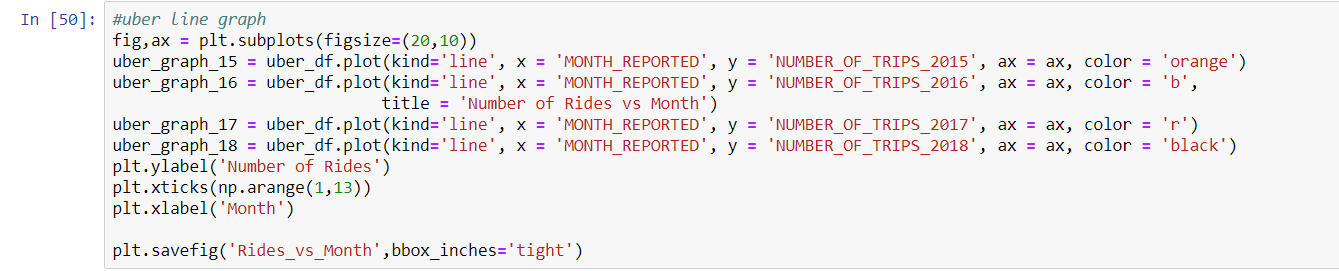 In [50]: #uber line graph
fig,ax = plt.subplots(figsize=(20,10))
uber_graph_15 = uber_df.plot(kind='line', x = 'MONTH_REPORTED', y = 'NUMBER_OF_TRIPS_2015', ax = ax, color = 'orange')
uber_graph_16 = uber_df.plot(kind='line', x = 'MONTH_REPORTED', y = 'NUMBER_OF_TRIPS_2016', ax = ax, color = 'b',
                             title = 'Number of Rides vs Month')
uber_graph_17 = uber_df.plot(kind='line', x = 'MONTH_REPORTED', y = 'NUMBER_OF_TRIPS_2017', ax = ax, color = 'r')
uber_graph_18 = uber_df.plot(kind='line', x = 'MONTH_REPORTED', y = 'NUMBER_OF_TRIPS_2018', ax = ax, color = 'black')
plt.ylabel('Number of Rides')
plt.xticks(np.arange(1,13))
plt.xlabel('Month')

plt.savefig('Rides_vs_Month',bbox_inches='tight')